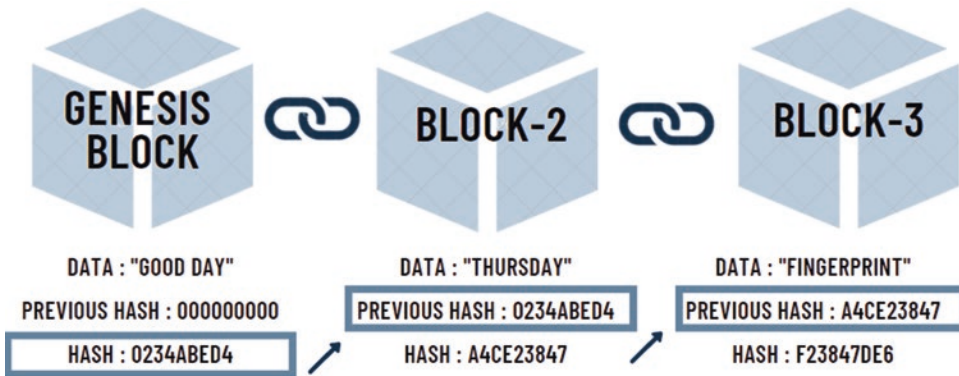 GENESIS
BLOCK
BLOCK-2
BLOCK-3
DATA : "GOOD DAY"
PREVIOUS HASH : 000000000
HASH : 0234ABED4
DATA : "THURSDAY"
PREVIOUS HASH : 0234ABED4
HASH : A4CE23847
DATA : "FINGERPRINT"
PREVIOUS HASH : A4CE23847
HASH : F23847DE6